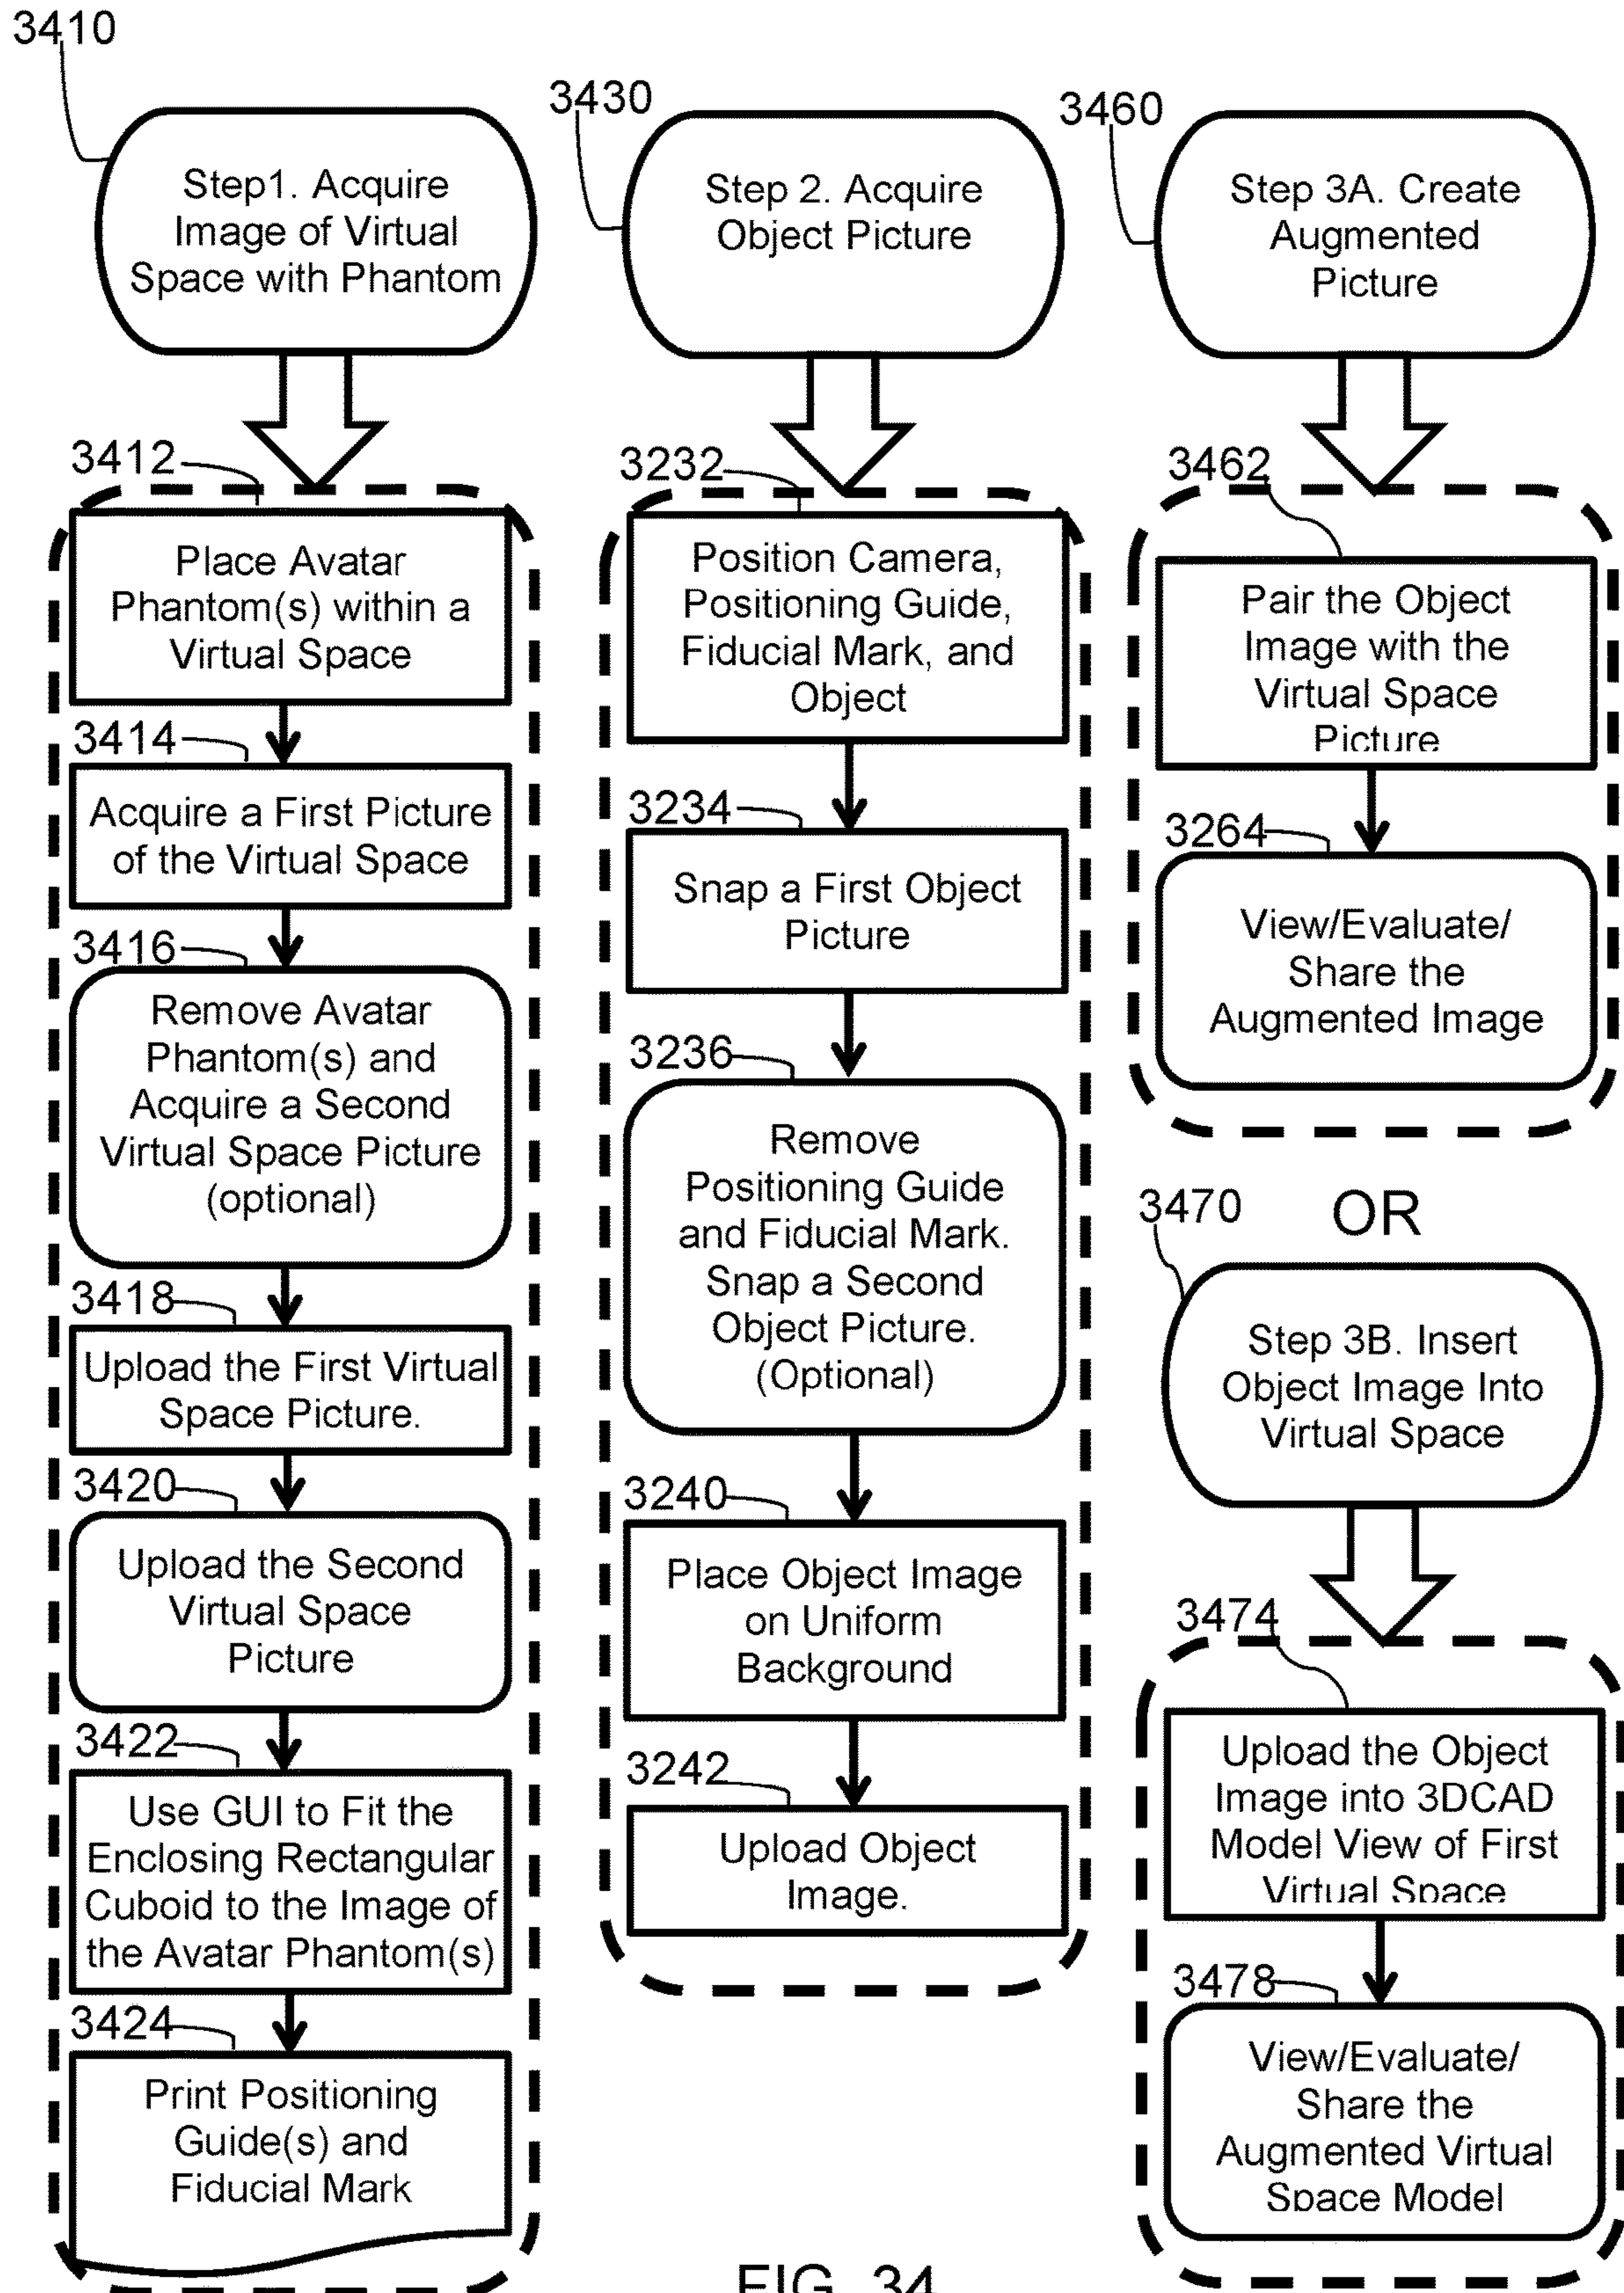 3410
Step1. Acquire
Image of Virtual
Space with Phantom
3412
Place Avatar
Phantom(s) within a
Virtual Space
3414
Acquire a First Picture
of the Virtual Space
3416
Remove Avatar
Phantom(s) and
Acquire a Second
Virtual Space Picture
(optional)
3418
Upload the First Virtual
Space Picture.
3420
Upload the Second
Virtual Space
Picture
3422
Use GUI to Fit the
Enclosing Rectangular
Cuboid to the Image of
the Avatar Phantom(s)
3424
Print Positioning
Guide(s) and
Fiducial Mark
3430
Step 2. Acquire
Object Picture
3232
Position Camera,
Positioning Guide,
Fiducial Mark, and
Object
3234
Snap a First Object
Picture
3236
Remove
Positioning Guide
and Fiducial Mark.
Snap a Second
Object Picture.
(Optional)
3240
Place Object Image
on Uniform
Background
3242
Upload Object
Image.
3460
Step 3A. Create
Augmented
Picture
3462
Pair the Object
Image with the
Virtual Space
Picture
3264
View/Evaluate/
Share the
Augmented Image
OR
3470
Step 3B. Insert
Object Image Into
Virtual Space
3474
Upload the Object
Image into 3DCAD
Model View of First
Virtual Space
3478
View/Evaluate/
Share the
Augmented Virtual
Space Model
FIG. 34